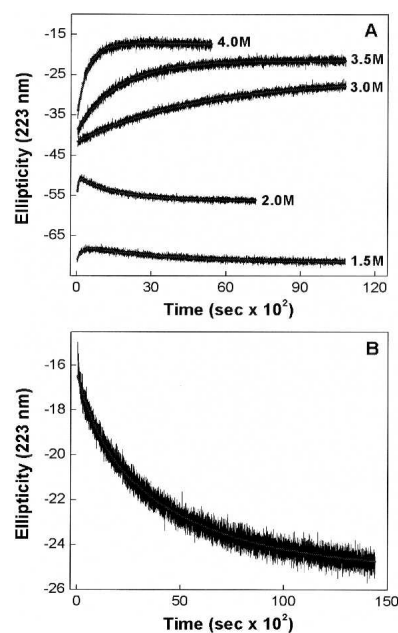 A
-15
-25
-35
-45
-55
-65
Ellipticity (223 nm)
4.0M
3.5M
3.0M
2.0M
1.5M
0 30 60 90 120
Time (sec x 10²)
B
-16
-18
-20
-22
-24
-26
Ellipticity (223 nm)
0 50 100 150
Time (sec x 10²)